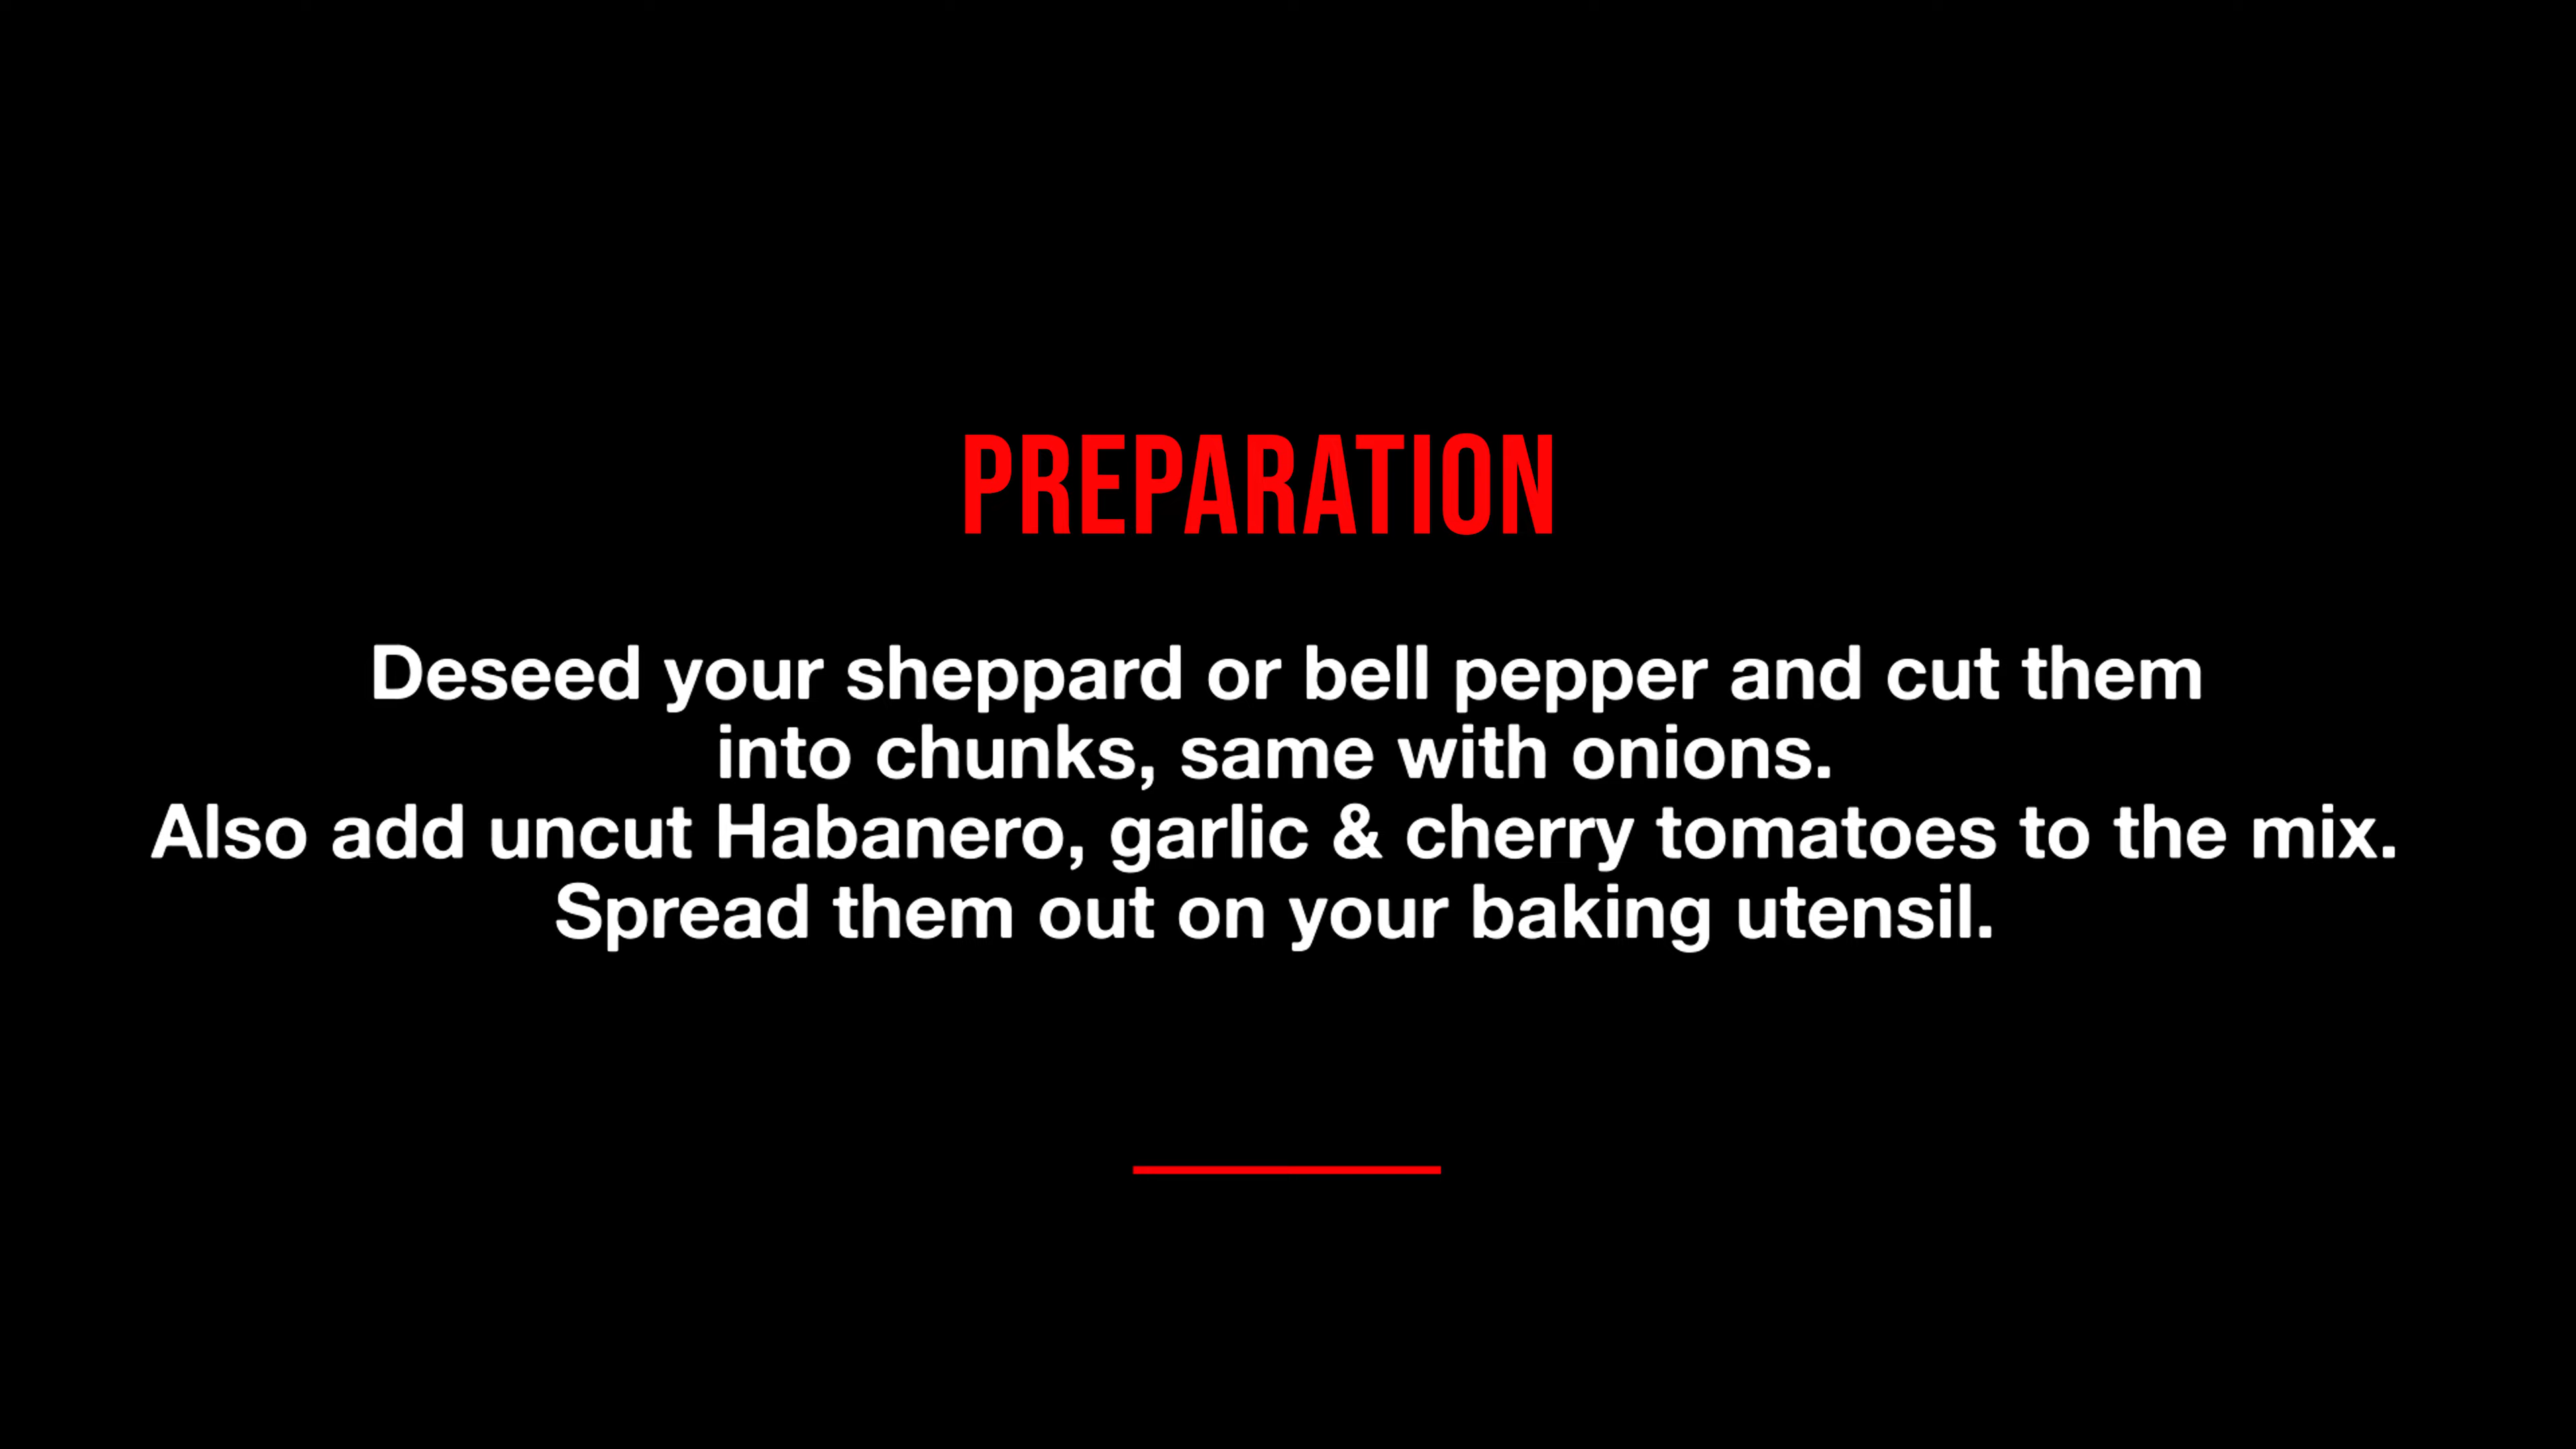 PREPARATION
Deseed your sheppard or bell pepper and cut them
into chunks, same with onions.
Also add uncut Habanero, garlic & cherry tomatoes to the mix.
Spread them out on your baking utensil.